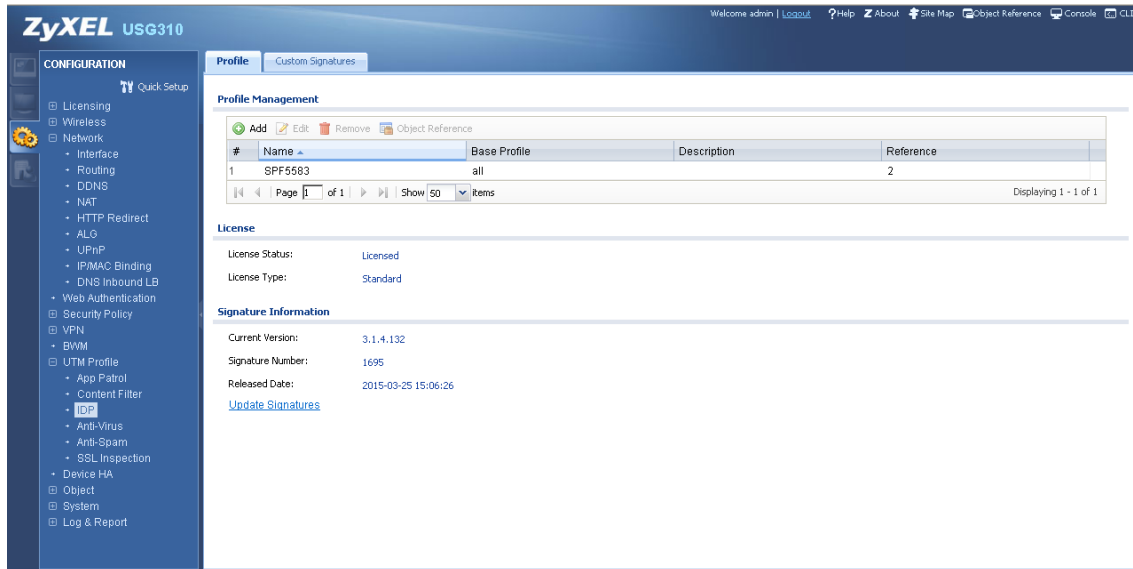 ZyXEL USG310
Welcome admin | Logout ?Help Z About Site Map Object Reference Console CLI
CONFIGURATION
Quick Setup
Licensing
Wireless
Network
Interface
Routing
DDNS
NAT
HTTP Redirect
ALG
UPnP
IP/MAC Binding
DNS Inbound LB
Web Authentication
Security Policy
VPN
BWM
UTM Profile
App Patrol
Content Filter
IDP
Anti-Virus
Anti-Spam
SSL Inspection
Device HA
Object
System
Log & Report
Profile Custom Signatures
Profile Management
Add Edit Remove Object Reference
# Name Base Profile Description Reference
1 SPF5583 all 2
Page 1 of 1 Show 50 items Displaying 1 - 1 of 1
License
License Status: Licensed
License Type: Standard
Signature Information
Current Version: 3.1.4.132
Signature Number: 1695
Released Date: 2015-03-25 15:06:26
Update Signatures